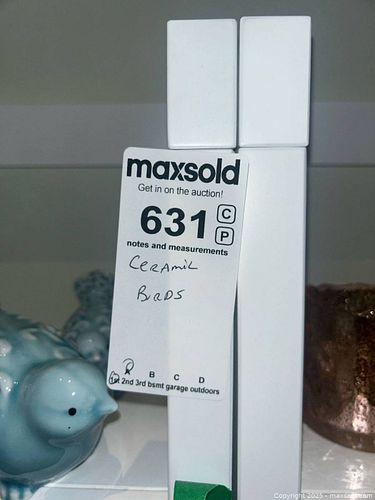 maxsold
Get in on the auction!
631 C
P
notes and measurements
CERAMIC
BIRDS
A B C D
1st 2nd 3rd bsmt garage outdoors
Copyright 2025 - maxsold.com